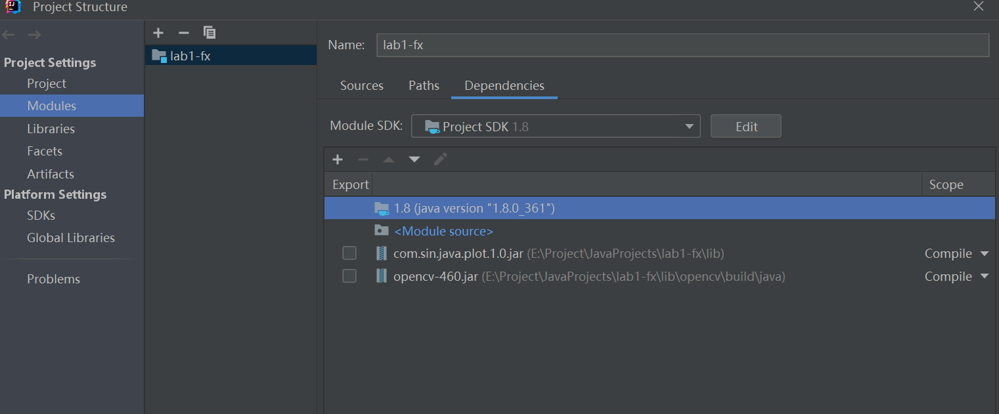 Project Structure
Project Settings
Project
Modules
Libraries
Facets
Artifacts
Platform Settings
SDKs
Global Libraries
Problems
lab1-fx
Name: lab1-fx
Sources Paths Dependencies
Module SDK: Project SDK 1.8 Edit
Export Scope
1.8 (java version "1.8.0_361")
<Module source>
com.sin.java.plot.1.0.jar (E:\Project\JavaProjects\lab1-fx\lib) Compile
opencv-460.jar (E:\Project\JavaProjects\lab1-fx\lib\opencv\build\java) Compile